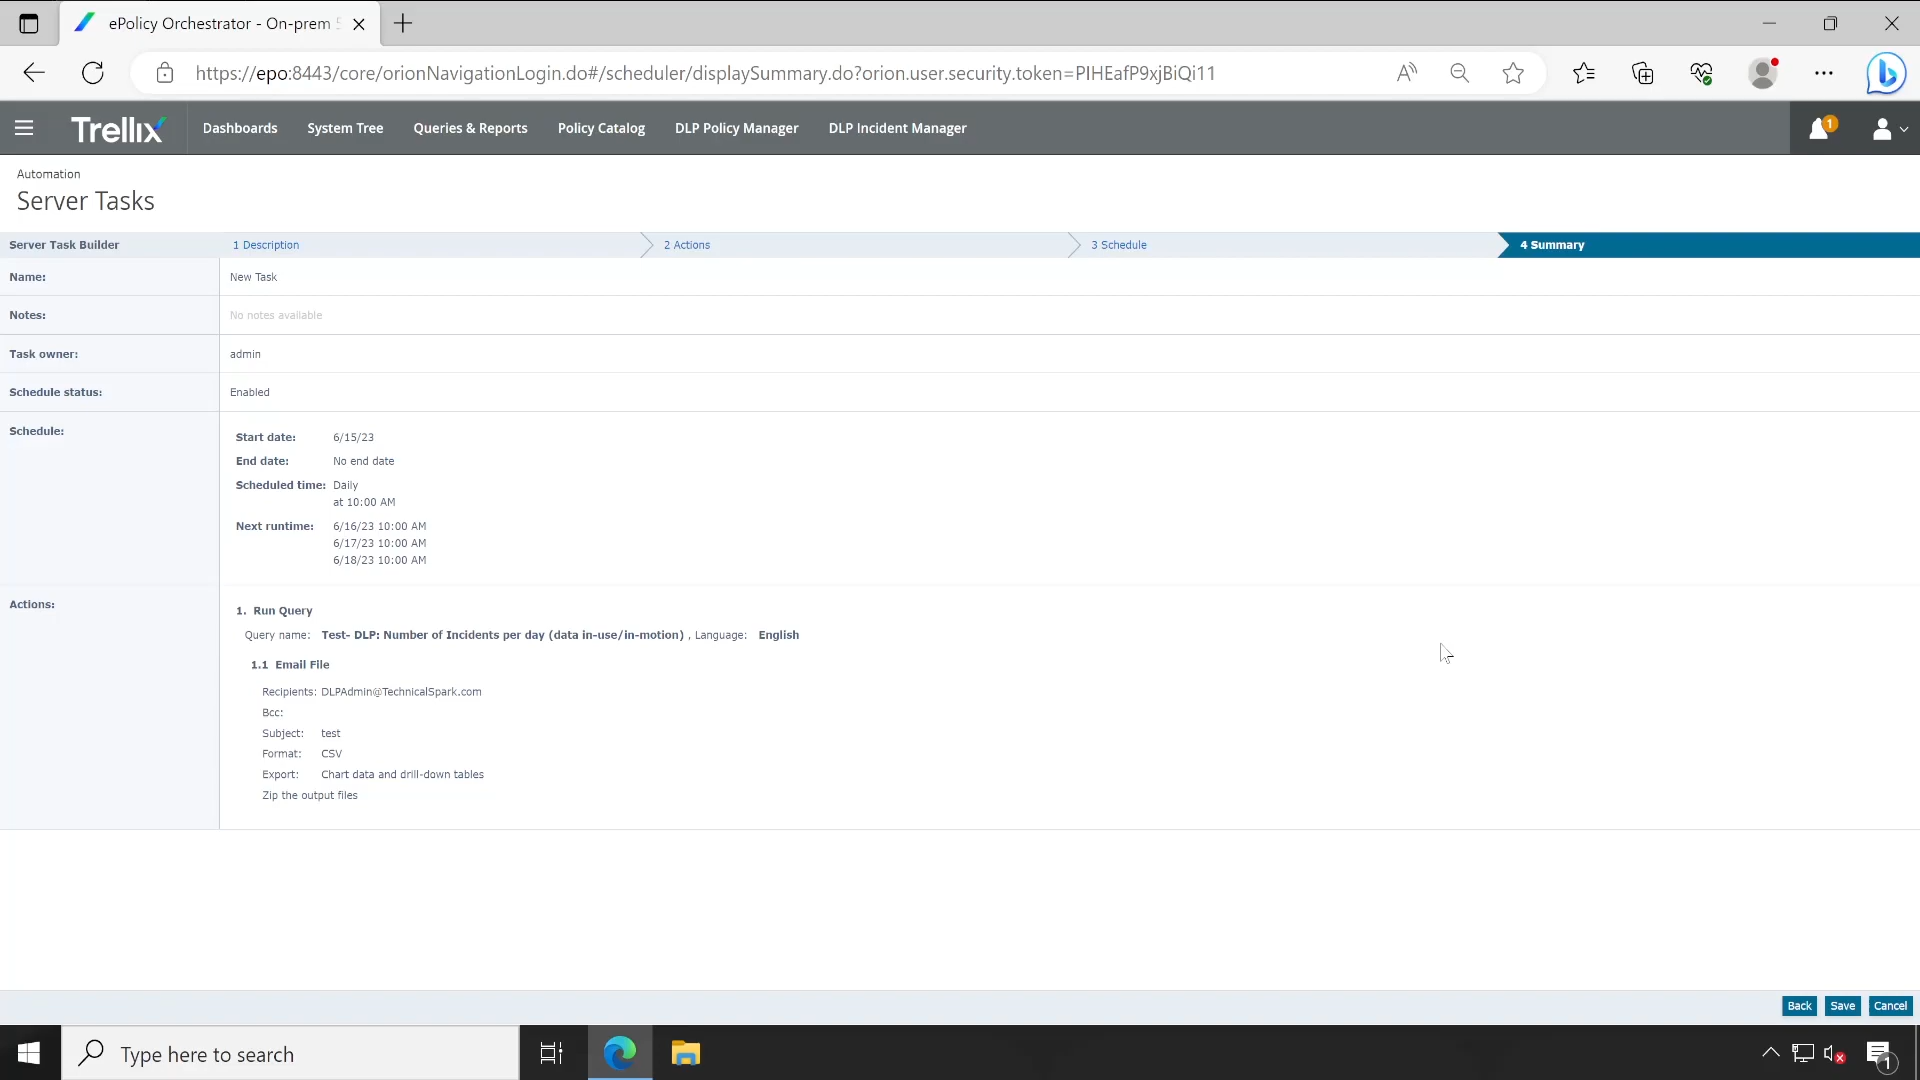 ePolicy Orchestrator - On-prem
https://epo:8443/core/orionNavigationLogin.do#/scheduler/displaySummary.do?orion.user.security.token=PIHEafP9xjBiQi11
Trellix Dashboards System Tree Queries & Reports Policy Catalog DLP Policy Manager DLP Incident Manager 1
Automation
Server Tasks
Server Task Builder 1 Description 2 Actions 3 Schedule 4 Summary
Name: New Task
Notes: No notes available
Task owner: admin
Schedule status: Enabled
Schedule:
Start date: 6/15/23
End date: No end date
Scheduled time: Daily
at 10:00 AM
Next runtime: 6/16/23 10:00 AM
6/17/23 10:00 AM
6/18/23 10:00 AM
Actions:
1. Run Query
Query name: Test- DLP: Number of Incidents per day (data in-use/in-motion) , Language: English
1.1 Email File
Recipients: DLPAdmin@TechnicalSpark.com
Bcc:
Subject: test
Format: CSV
Export: Chart data and drill-down tables
Zip the output files
Back Save Cancel
Type here to search
1